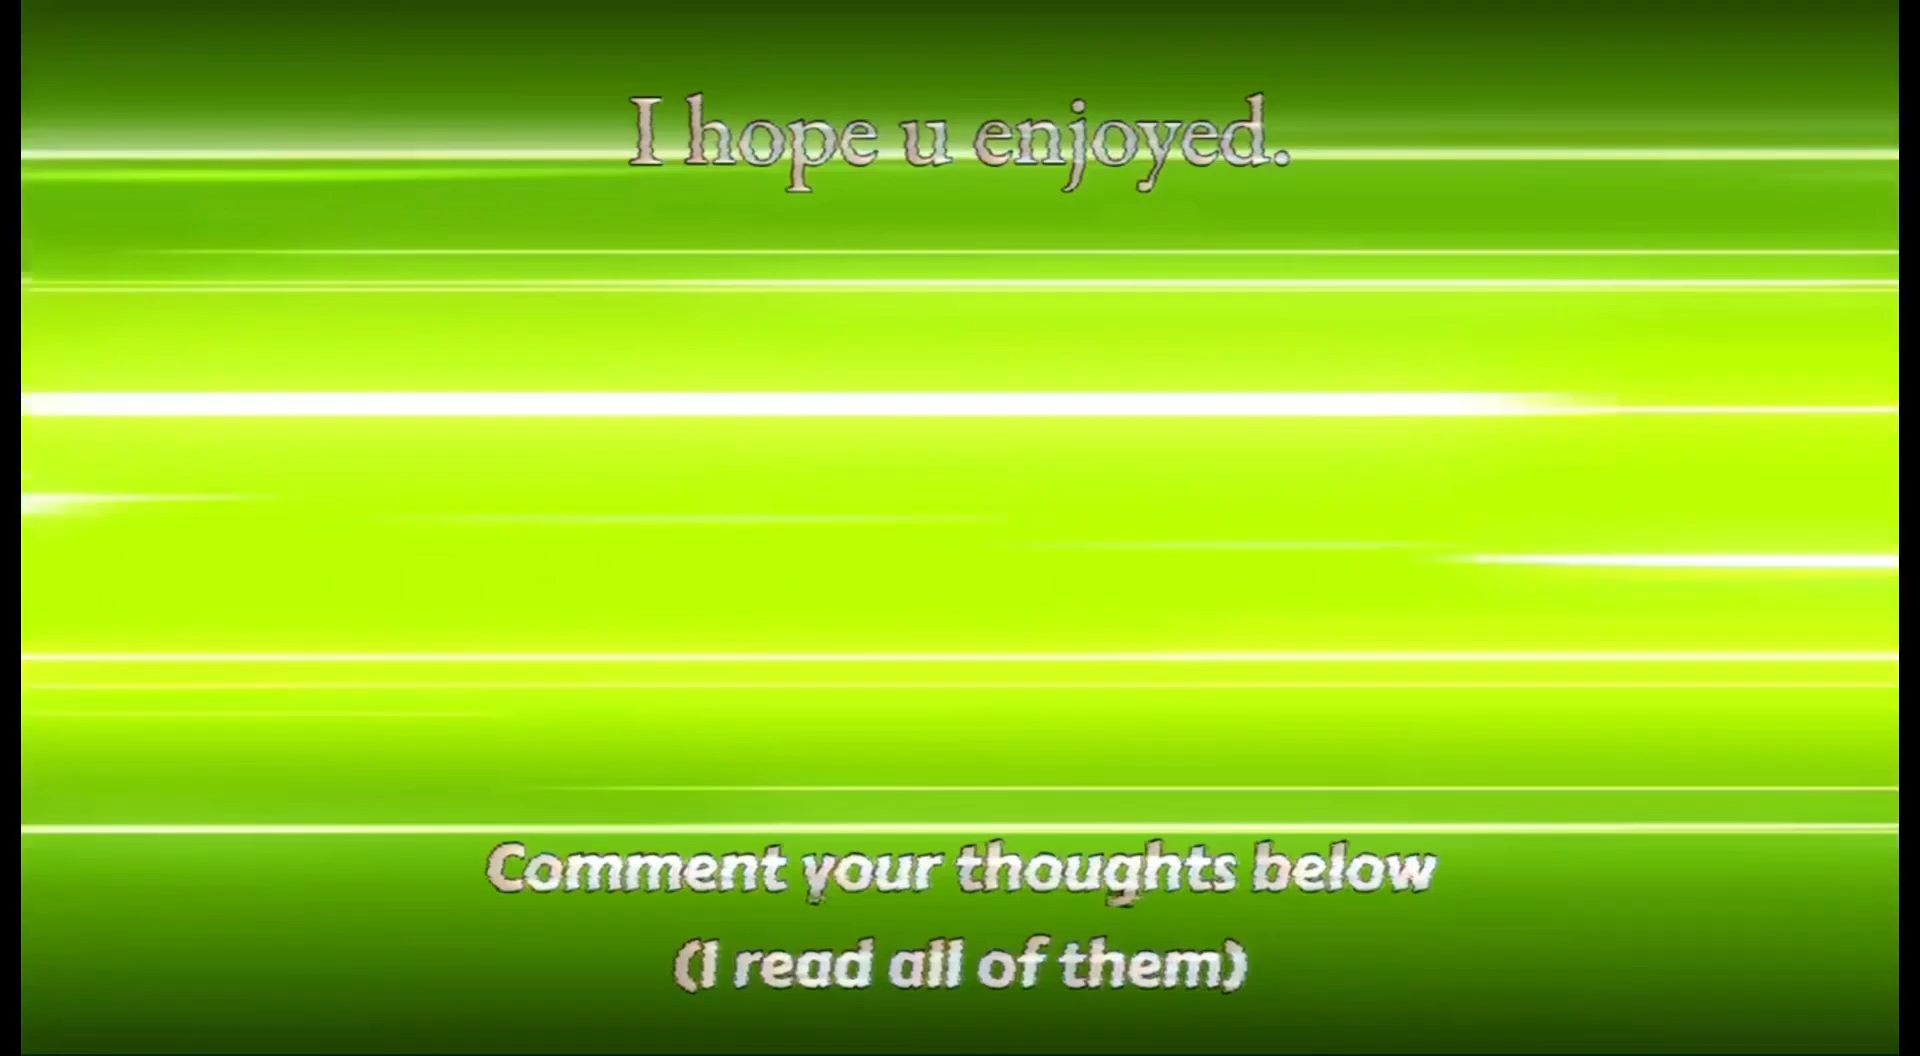 I hope u enjoyed.
Comment your thoughts below
(I read all of them)